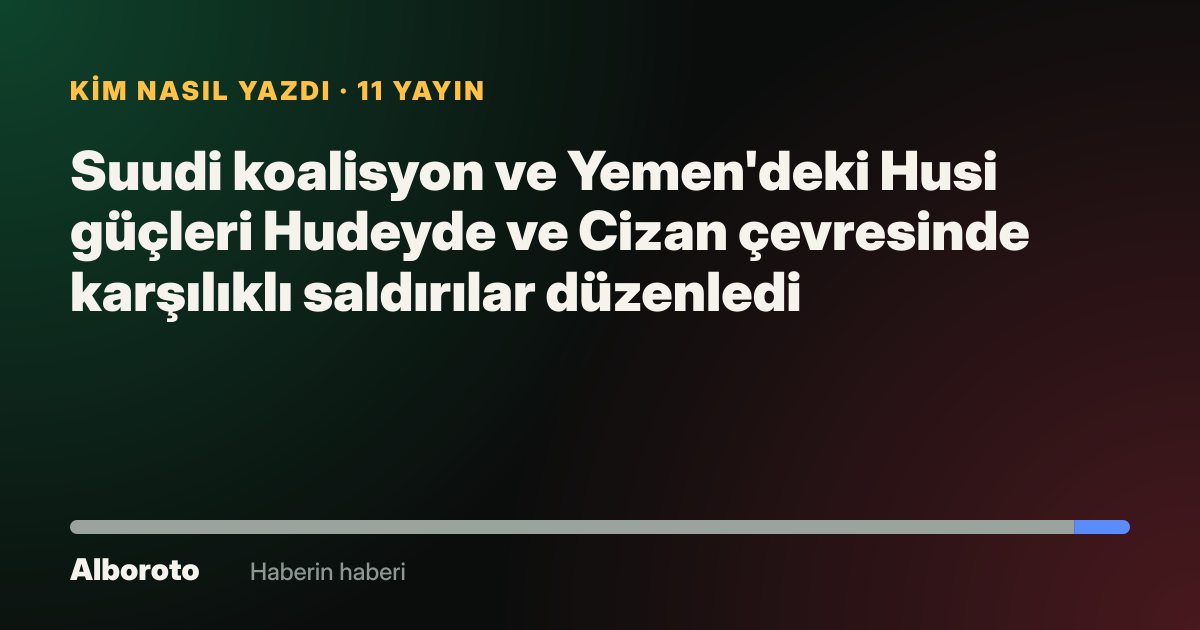 KİM NASIL YAZDI · 11 YAYIN
Suudi koalisyon ve Yemen'deki Husi
güçleri Hudeyde ve Cizan çevresinde
karşılıklı saldırılar düzenledi
Alboroto
Haberin haberi